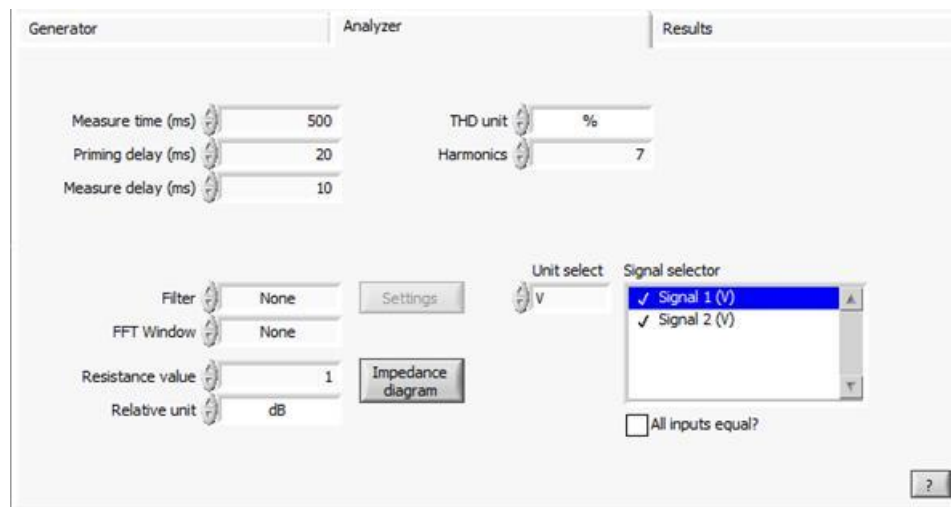 Generator Analyzer Results
Measure time (ms) 500 THD unit %
Priming delay (ms) 20 Harmonics 7
Measure delay (ms) 10
Unit select Signal selector
Filter None Settings V ✓ Signal 1 (V)
FFT Window None ✓ Signal 2 (V)
Resistance value 1 Impedance diagram
Relative unit dB
All inputs equal?
?